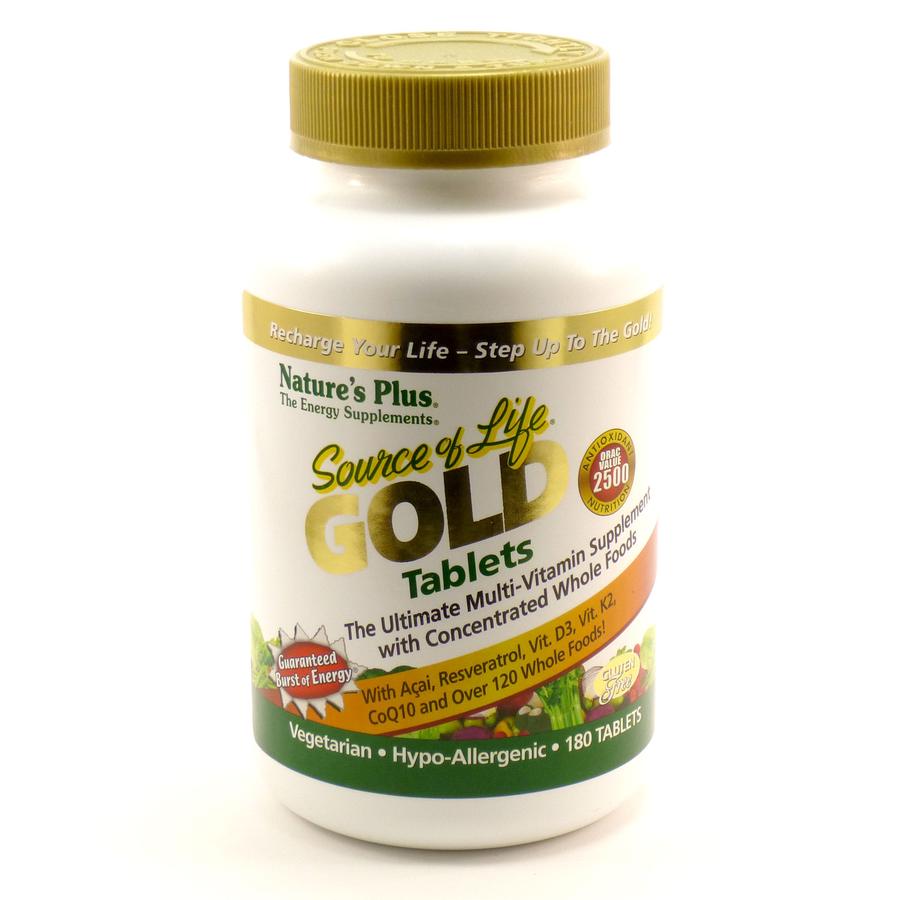 CLOSE TIGHTLY
Recharge Your Life – Step Up To The Gold!
Nature's Plus®
The Energy Supplements®
Source of Life®
GOLD
Tablets
ANTIOXIDANT
ORAC
VALUE
2500
NUTRITION
The Ultimate Multi-Vitamin Supplement
with Concentrated Whole Foods
With Açai, Resveratrol, Vit. D3, Vit. K2,
CoQ10 and Over 120 Whole Foods!
Guaranteed
Burst of Energy®
GLUTEN
Free
Vegetarian • Hypo-Allergenic • 180 TABLETS